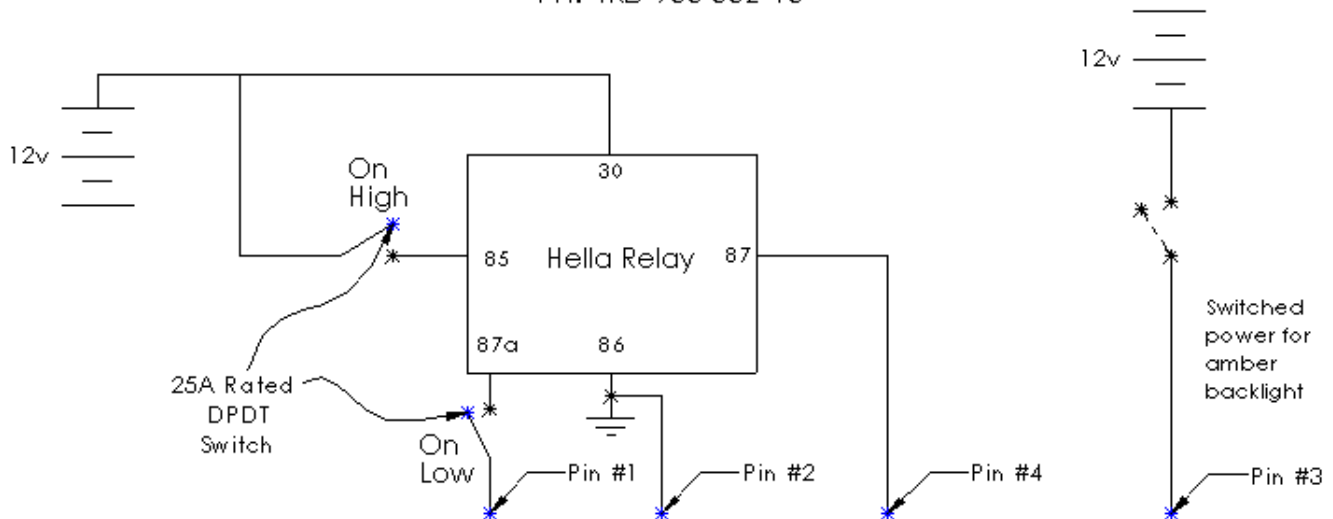 12v
12v
On
High
30
85
Hella Relay
87
87a
86
25A Rated
DPDT
Switch
On
Low
Switched
power for
amber
backlight
Pin #1
Pin #2
Pin #4
Pin #3